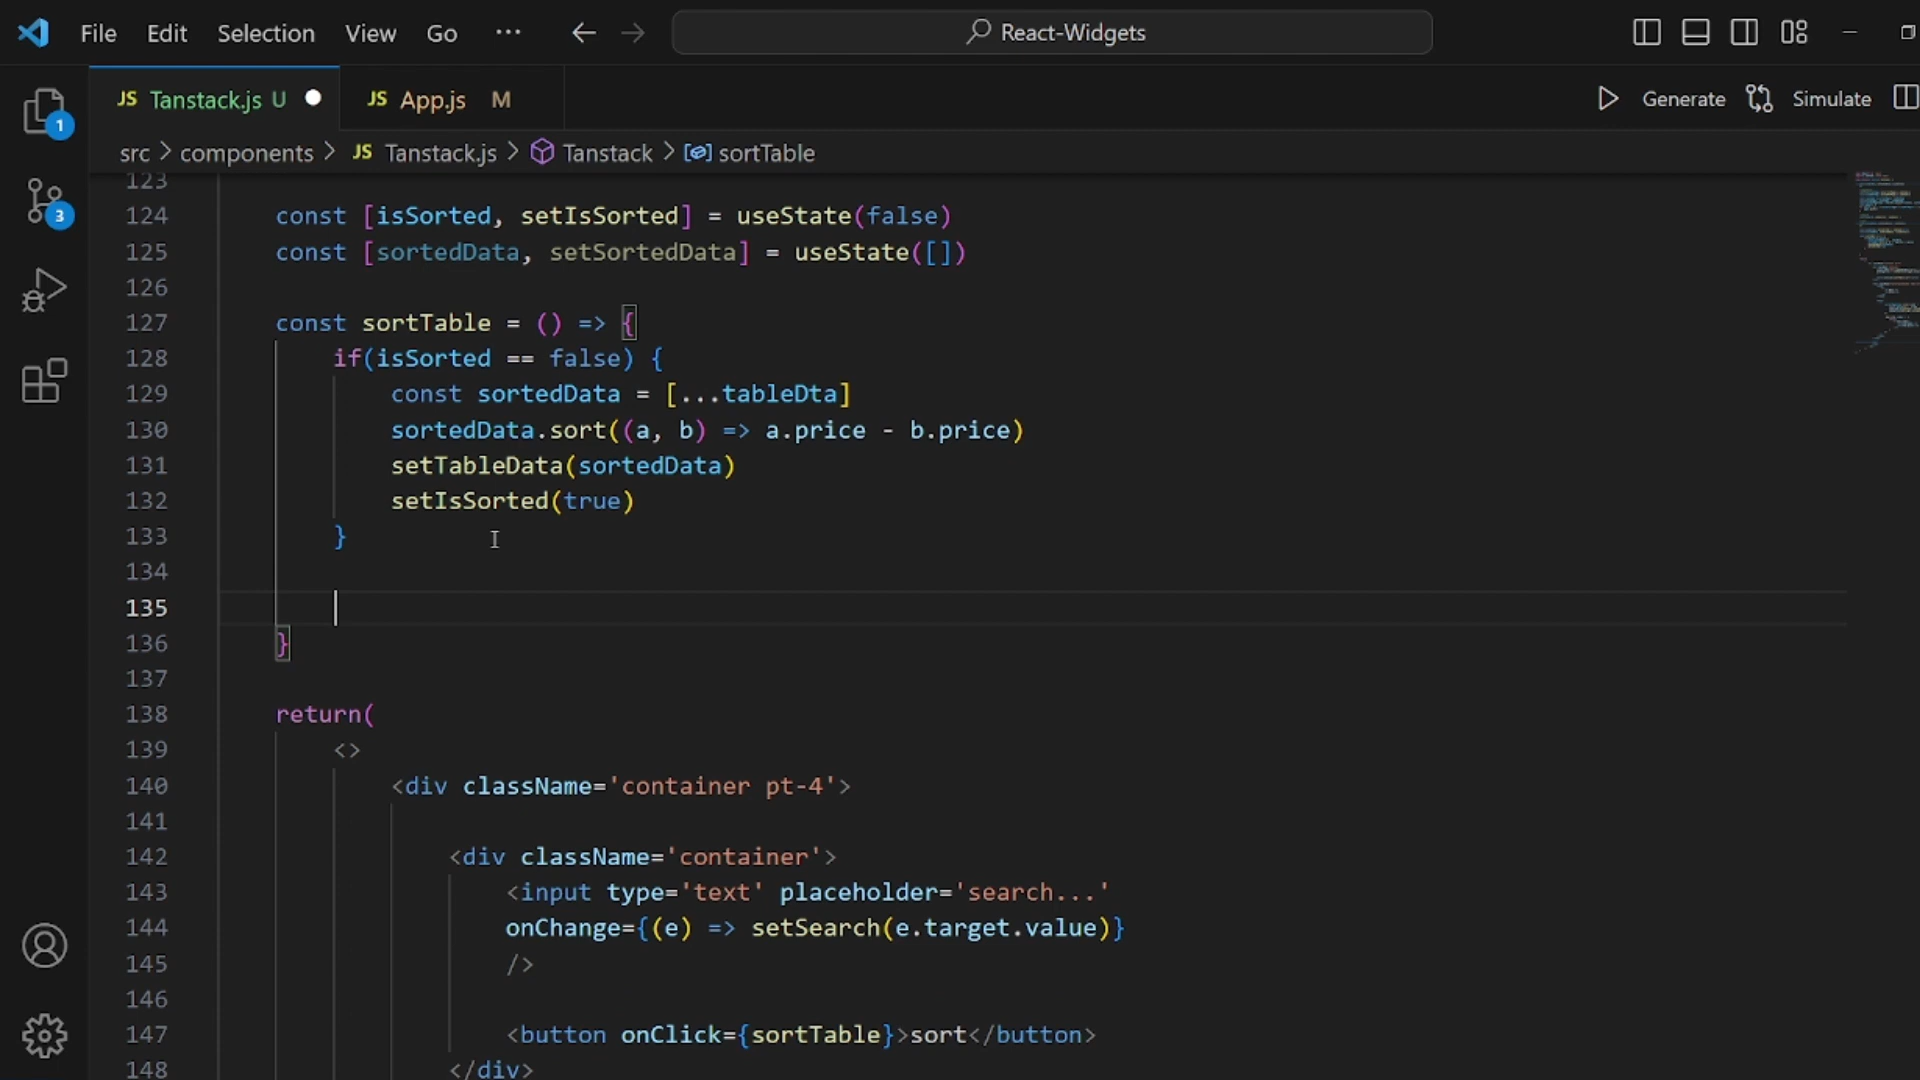 File Edit Selection View Go ··· React-Widgets
JS Tanstack.js U JS App.js M Generate Simulate
src > components > JS Tanstack.js > Tanstack > sortTable
1
3
123
124 const [isSorted, setIsSorted] = useState(false)
125 const [sortedData, setSortedData] = useState([])
126
127 const sortTable = () => {
128 if(isSorted == false) {
129 const sortedData = [...tableDta]
130 sortedData.sort((a, b) => a.price - b.price)
131 setTableData(sortedData)
132 setIsSorted(true)
133 }
134
135
136 }
137
138 return(
139 <>
140 <div className='container pt-4'>
141
142 <div className='container'>
143 <input type='text' placeholder='search...'
144 onChange={(e) => setSearch(e.target.value)}
145 />
146
147 <button onClick={sortTable}>sort</button>
148 </div>